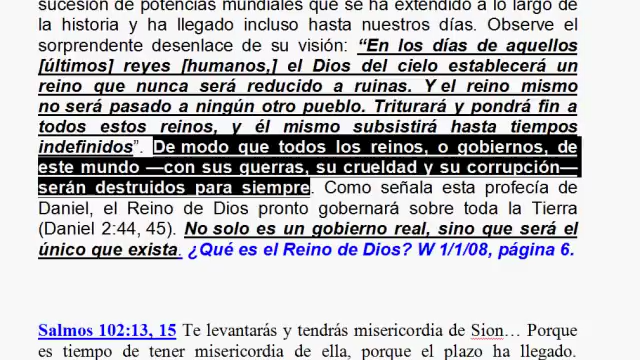 sucesión de potencias mundiales que se ha extendido a lo largo de
la historia y ha llegado incluso hasta nuestros días. Observe el
sorprendente desenlace de su visión: “En los días de aquellos
[últimos] reyes [humanos,] el Dios del cielo establecerá un
reino que nunca será reducido a ruinas. Y el reino mismo
no será pasado a ningún otro pueblo. Triturará y pondrá fin a
todos estos reinos, y él mismo subsistirá hasta tiempos
indefinidos”. De modo que todos los reinos, o gobiernos, de
este mundo —con sus guerras, su crueldad y su corrupción—
serán destruidos para siempre. Como señala esta profecía de
Daniel, el Reino de Dios pronto gobernará sobre toda la Tierra
(Daniel 2:44, 45). No solo es un gobierno real, sino que será el
único que exista. ¿Qué es el Reino de Dios? W 1/1/08, página 6.
Salmos 102:13, 15 Te levantarás y tendrás misericordia de Sion… Porque
es tiempo de tener misericordia de ella, porque el plazo ha llegado.